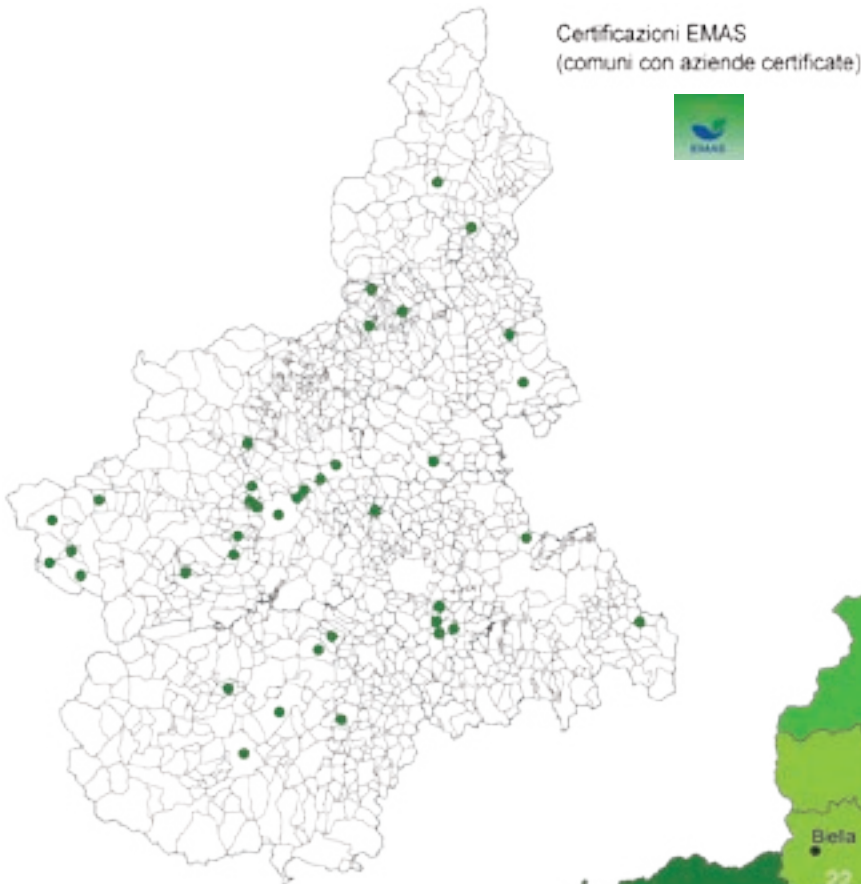 Certificazioni EMAS
(comuni con aziende certificate)
EMAS
Biella
22